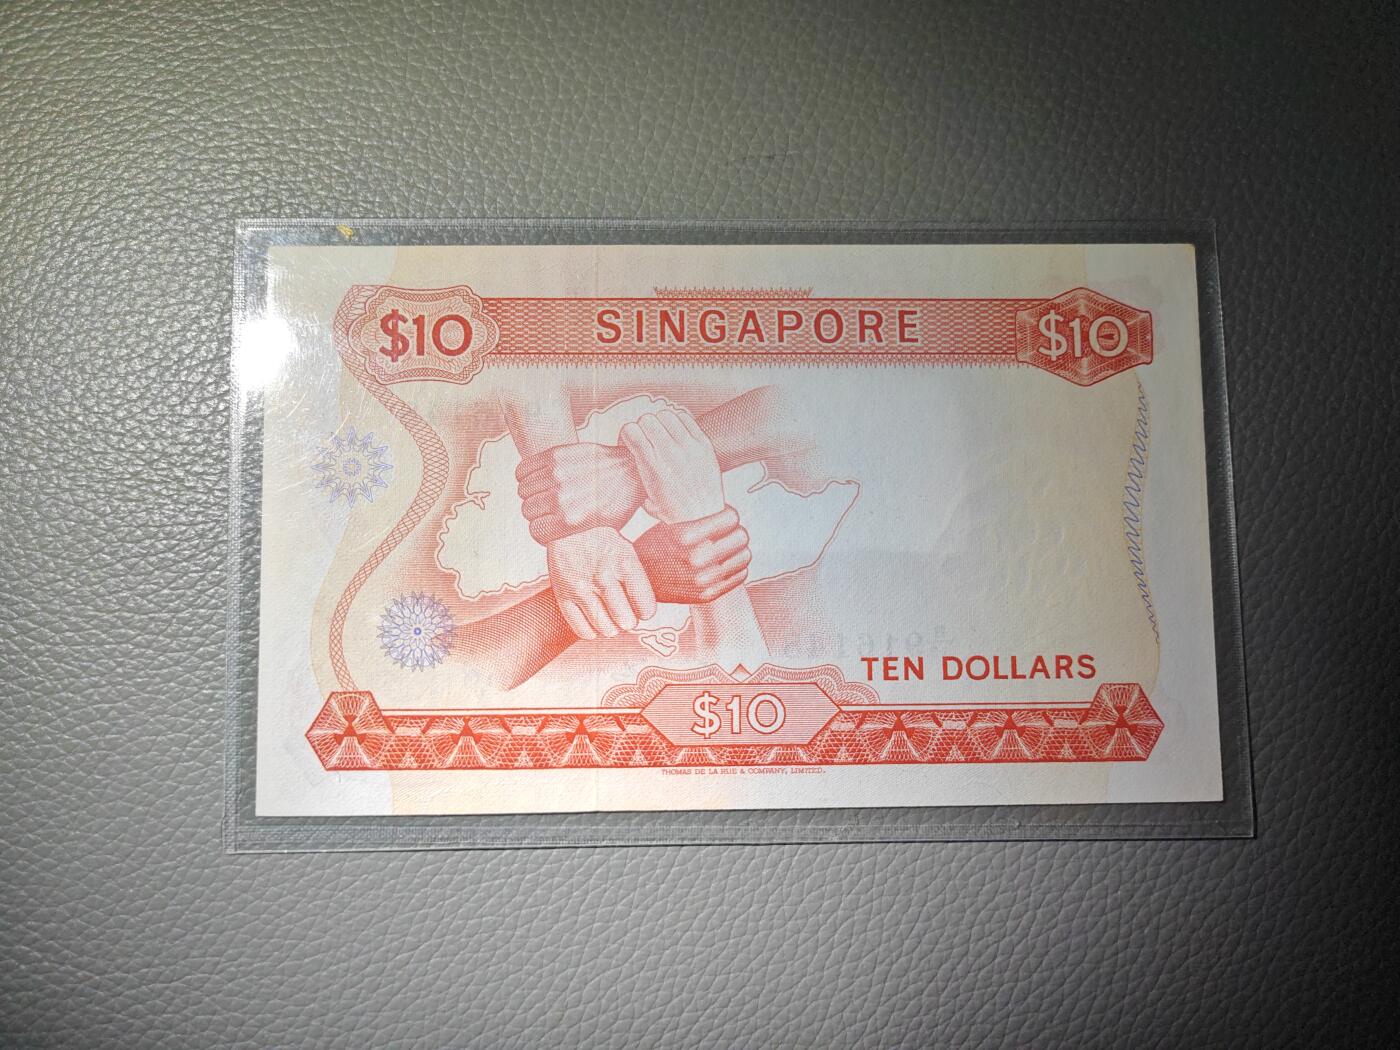 $10 SINGAPORE $10
TEN DOLLARS
$10
THOMAS DE LA RUE & COMPANY, LIMITED.